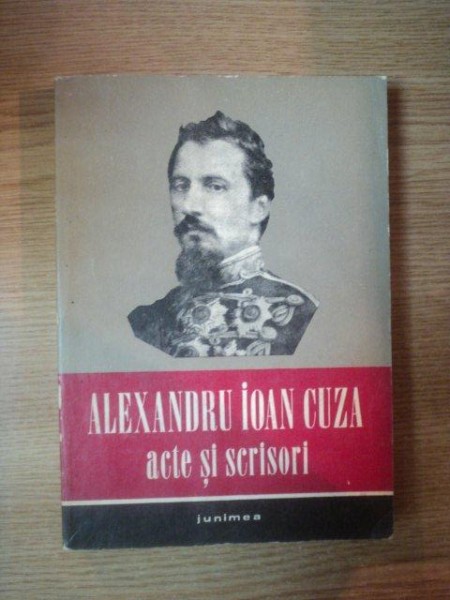 ALEXANDRU IOAN CUZA
acte și scrisori
junimea